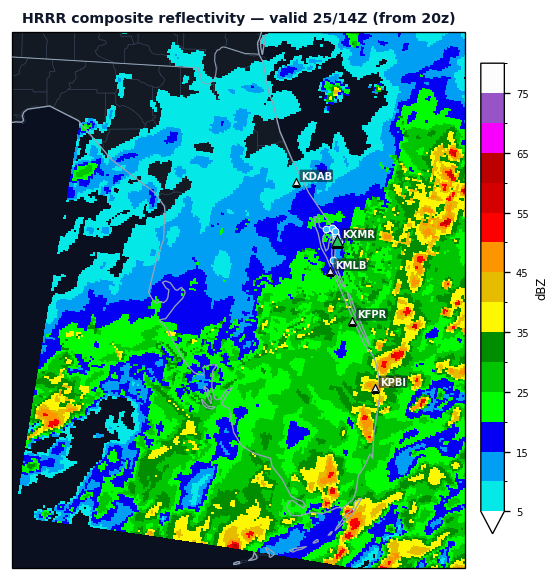 HRRR composite reflectivity — valid 25/14Z (from 20z)
KDAB
KXMR
KMLB
KFPR
KPBI
75
65
55
45
35
25
15
5
dBZ